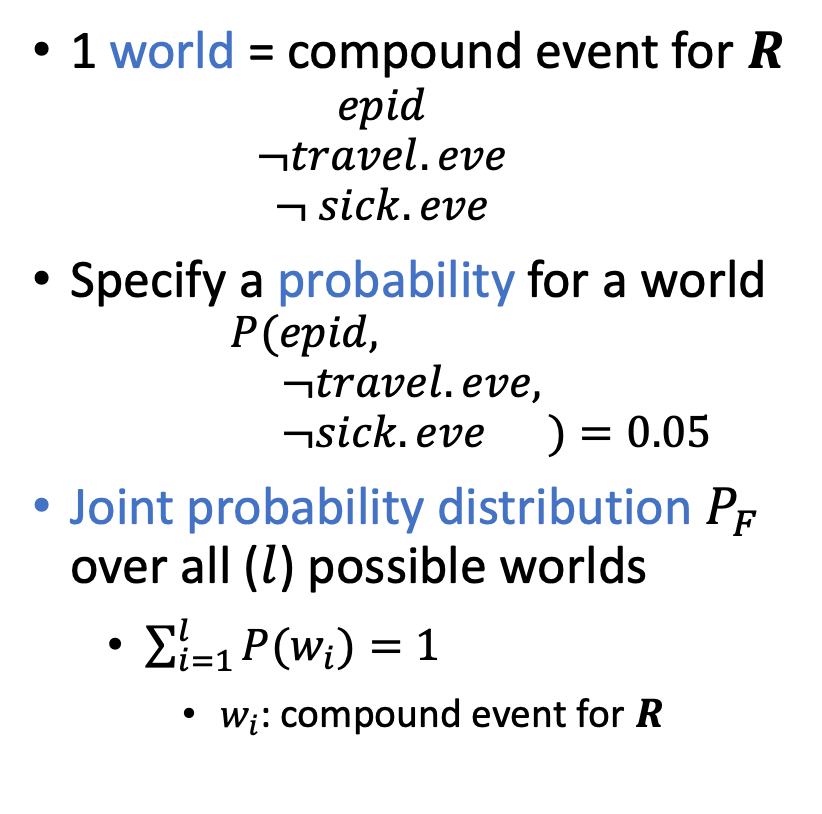 • 1 world = compound event for R
epid
¬travel.eve
¬ sick.eve
• Specify a probability for a world
P(epid,
¬travel.eve,
¬sick.eve ) = 0.05
• Joint probability distribution P_F
over all (l) possible worlds
• ∑_{i=1}^{l} P(w_i) = 1
• w_i: compound event for R